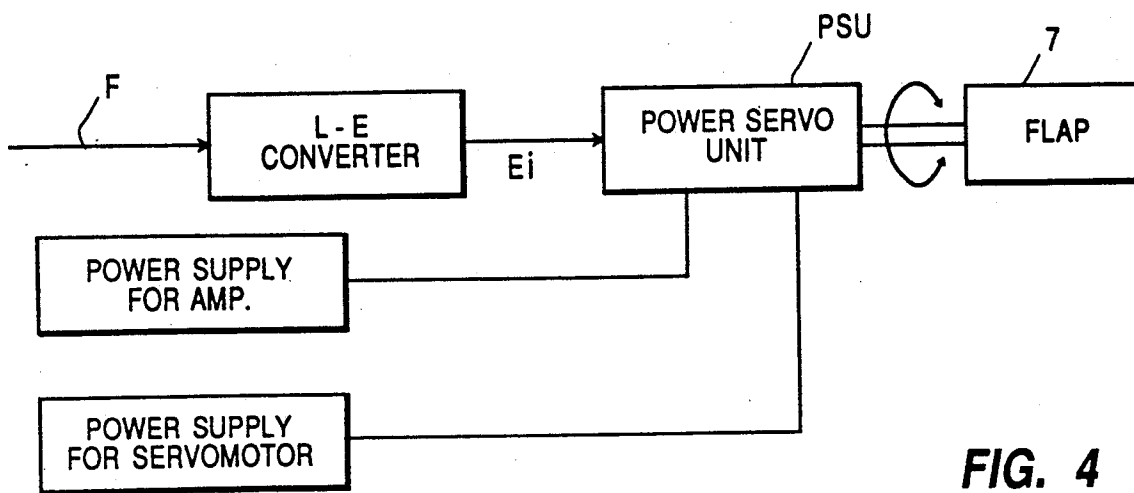 PSU
7
F
L-E
CONVERTER
Ei
POWER SERVO
UNIT
FLAP
POWER SUPPLY
FOR AMP.
POWER SUPPLY
FOR SERVOMOTOR
FIG. 4